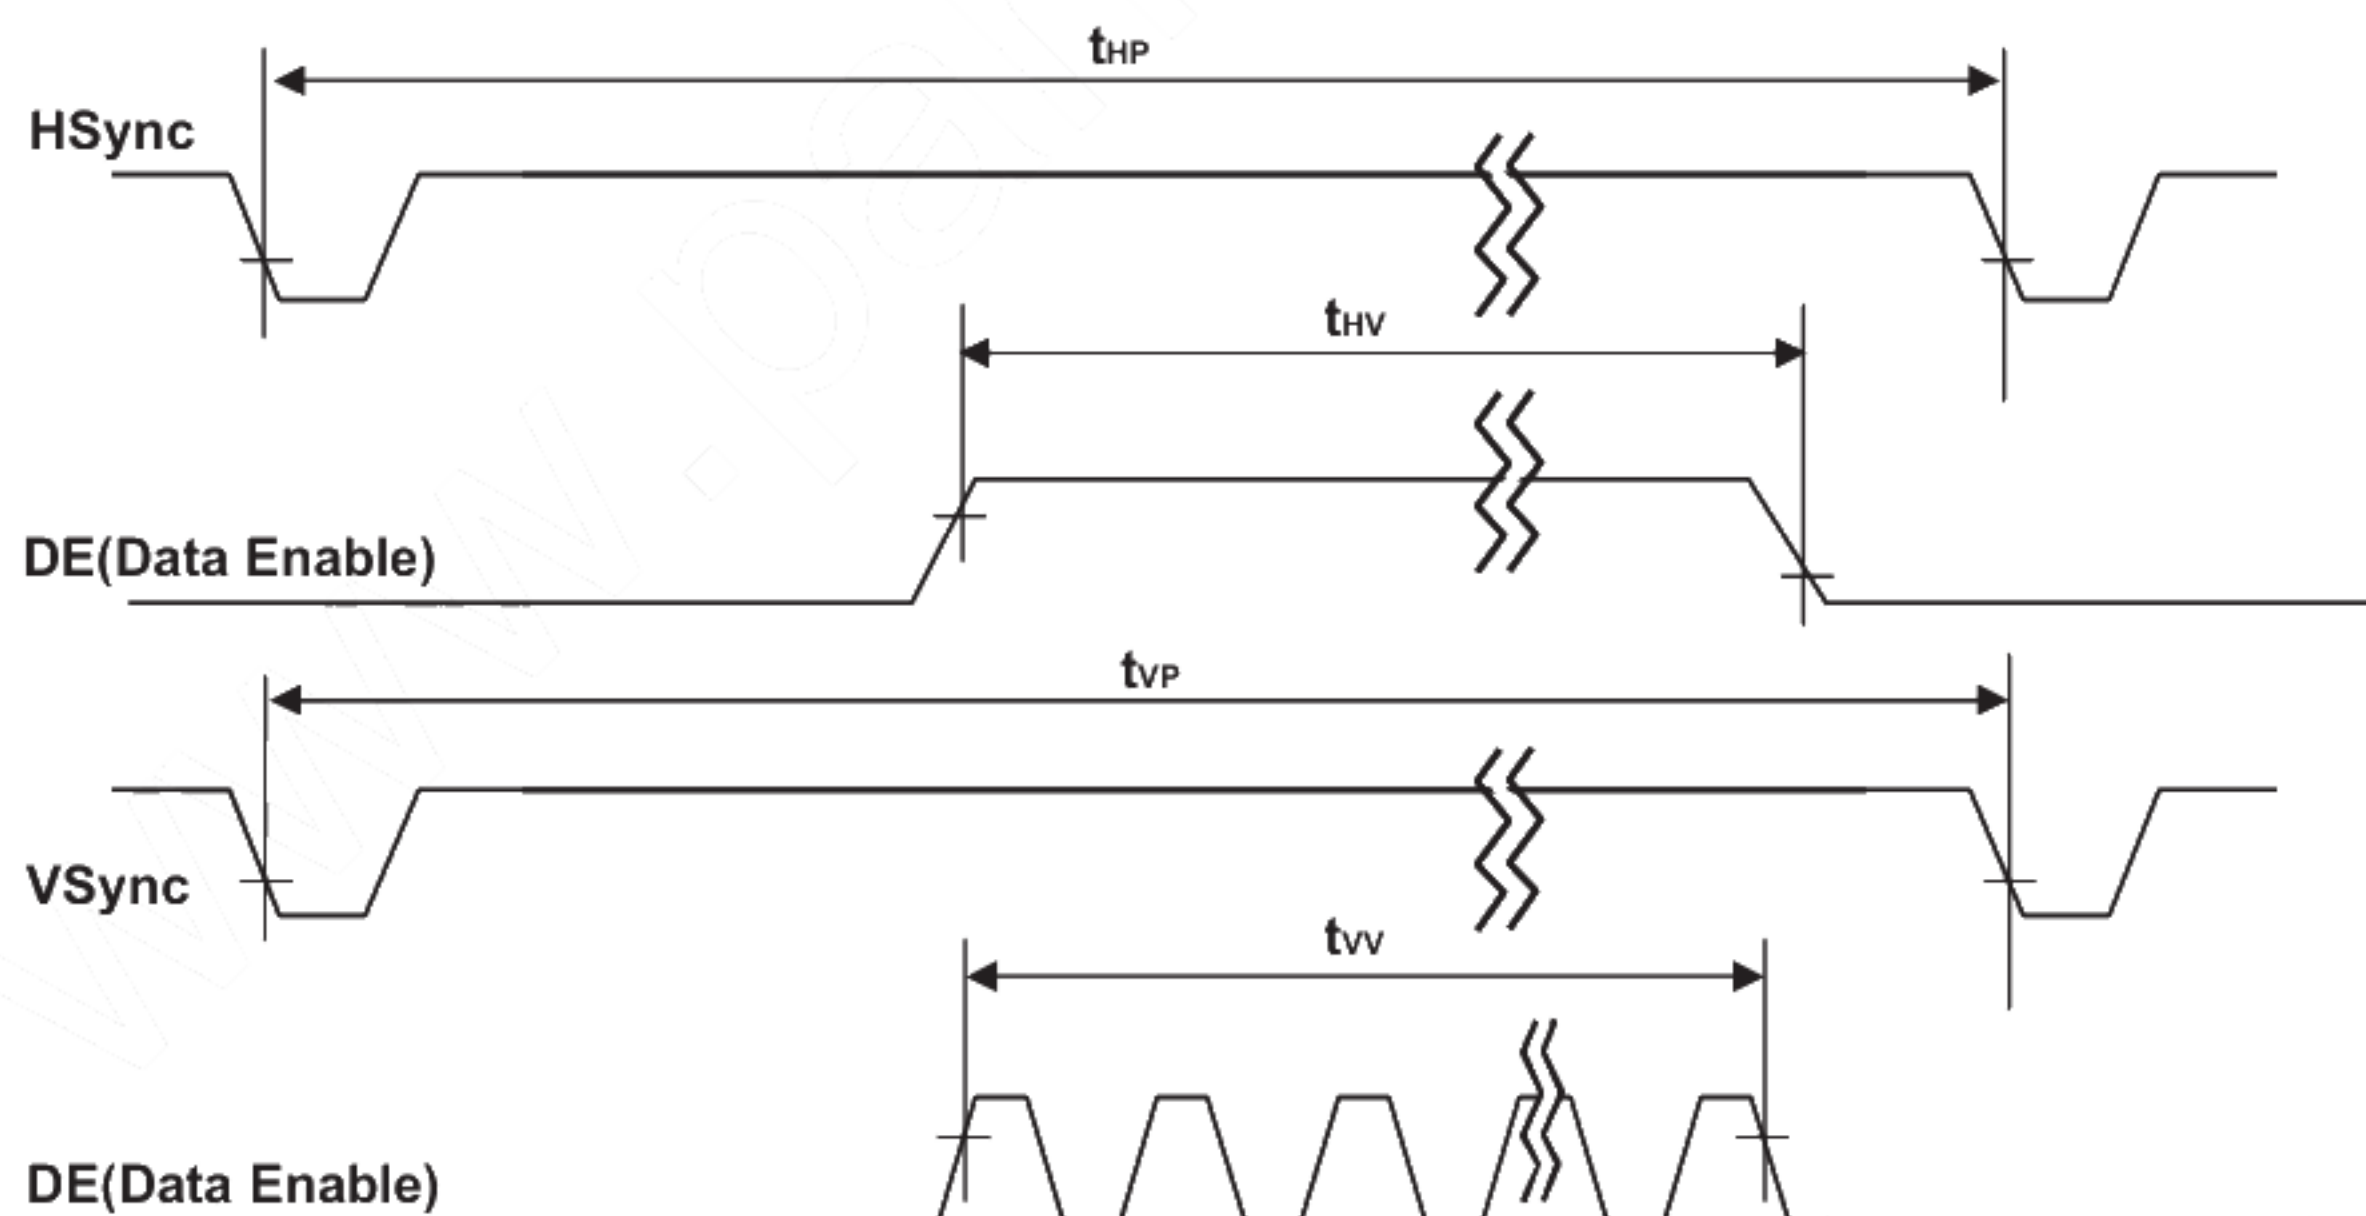 tHP
HSync
tHV
DE(Data Enable)
tVP
VSync
tVV
DE(Data Enable)